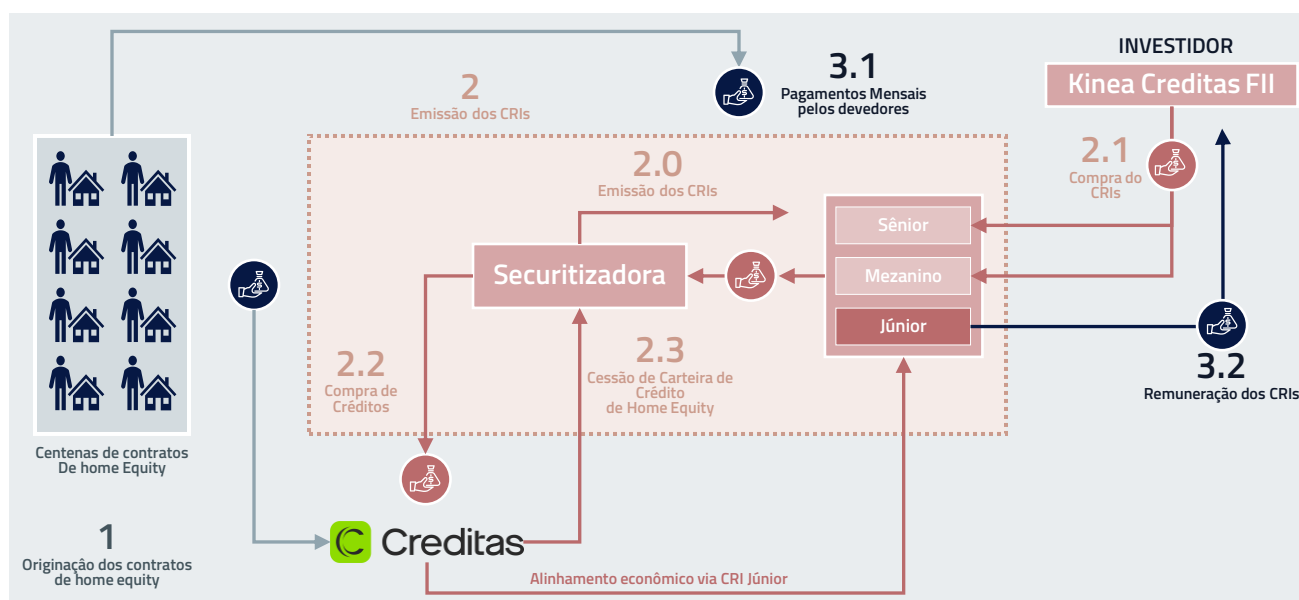 INVESTIDOR
Kinea Creditas FII
3.1
Pagamentos Mensais
pelos devedores
2
Emissão dos CRIs
2.0
Emissão dos CRIs
2.1
Compra do
CRIs
Sênior
Securitizadora
Mezanino
Júnior
2.2
Compra de
Créditos
2.3
Cessão de Carteira de
Crédito
de Home Equity
3.2
Remuneração dos CRIs
Centenas de contratos
De home Equity
1
Originação dos contratos
de home equity
Creditas
Alinhamento econômico via CRI Júnior